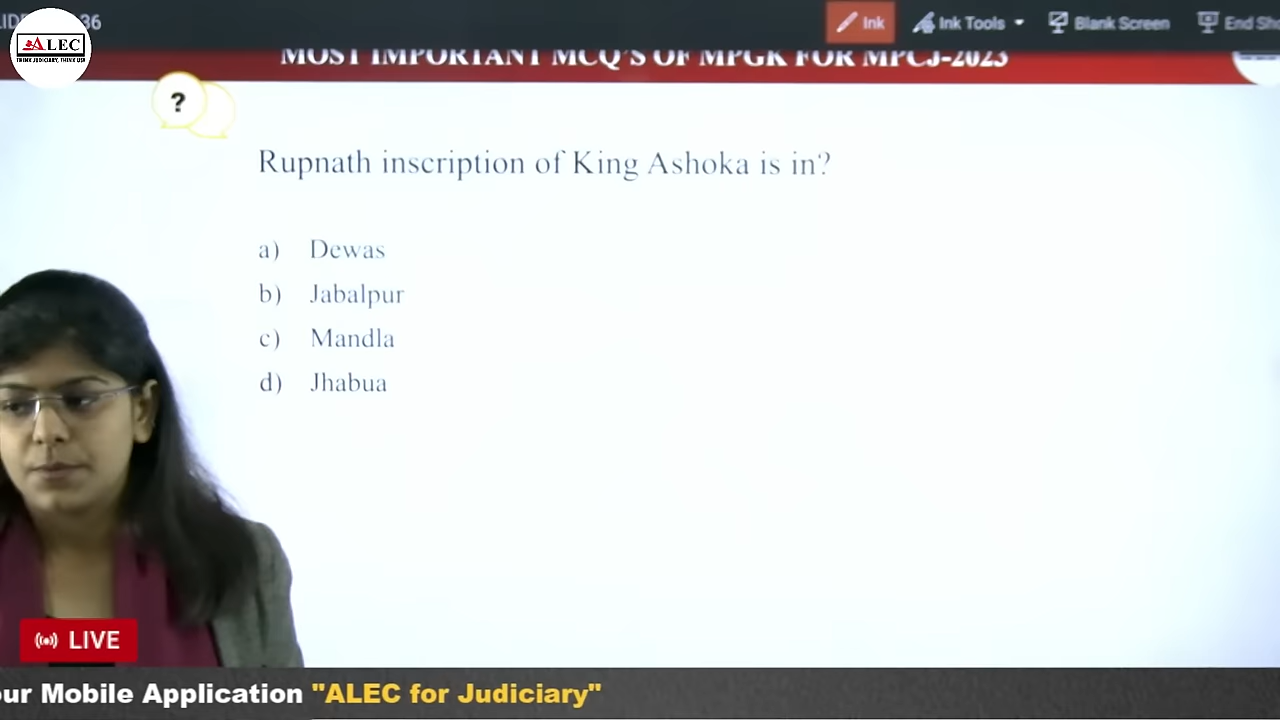 36
Ink
Ink Tools
Blank Screen
ALEC
MOST IMPORTANT MCQ'S OF MPGK FOR MPCJ-2023
?
Rupnath inscription of King Ashoka is in?
a) Dewas
b) Jabalpur
c) Mandla
d) Jhabua
LIVE
Mobile Application "ALEC for Judiciary"